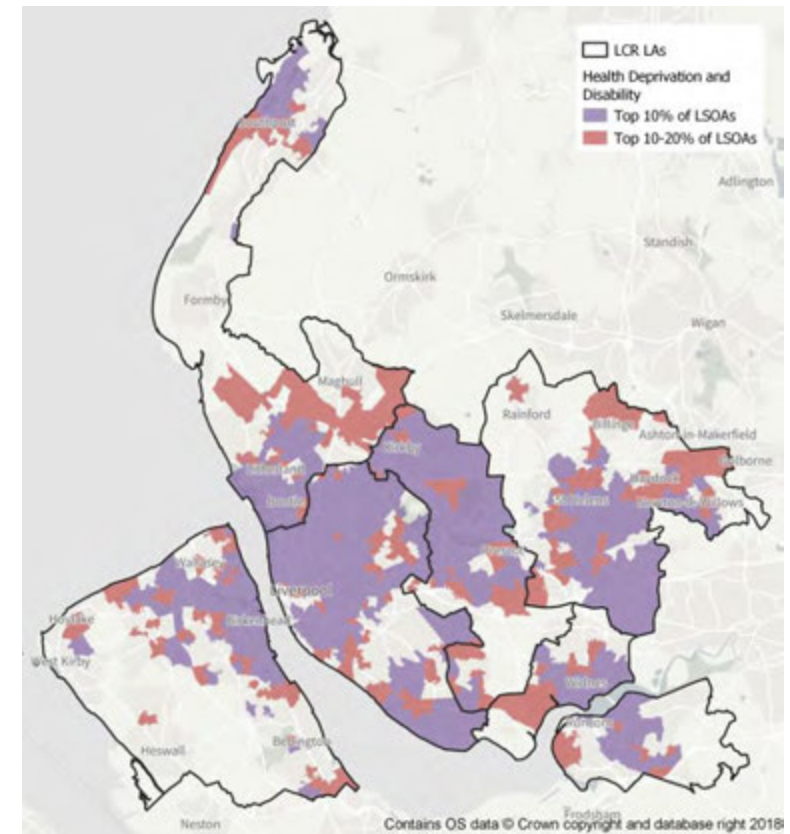 LCR LAs
Health Deprivation and
Disability
Top 10% of LSOAs
Top 10-20% of LSOAs
Adlington
Standish
Ormskirk
Formby
Skelmersdale
Wigan
Maghull
Rainford
Billinge
Ashton-in-Makerfield
Kirkby
Golborne
Litherland
Haydock
Bootle
St Helens
Newton-le-Willows
Prescot
Wallasey
Liverpool
Hoylake
Birkenhead
West Kirby
Widnes
Runcorn
Bebington
Heswall
Neston
Frodsham
Contains OS data © Crown copyright and database right 2018